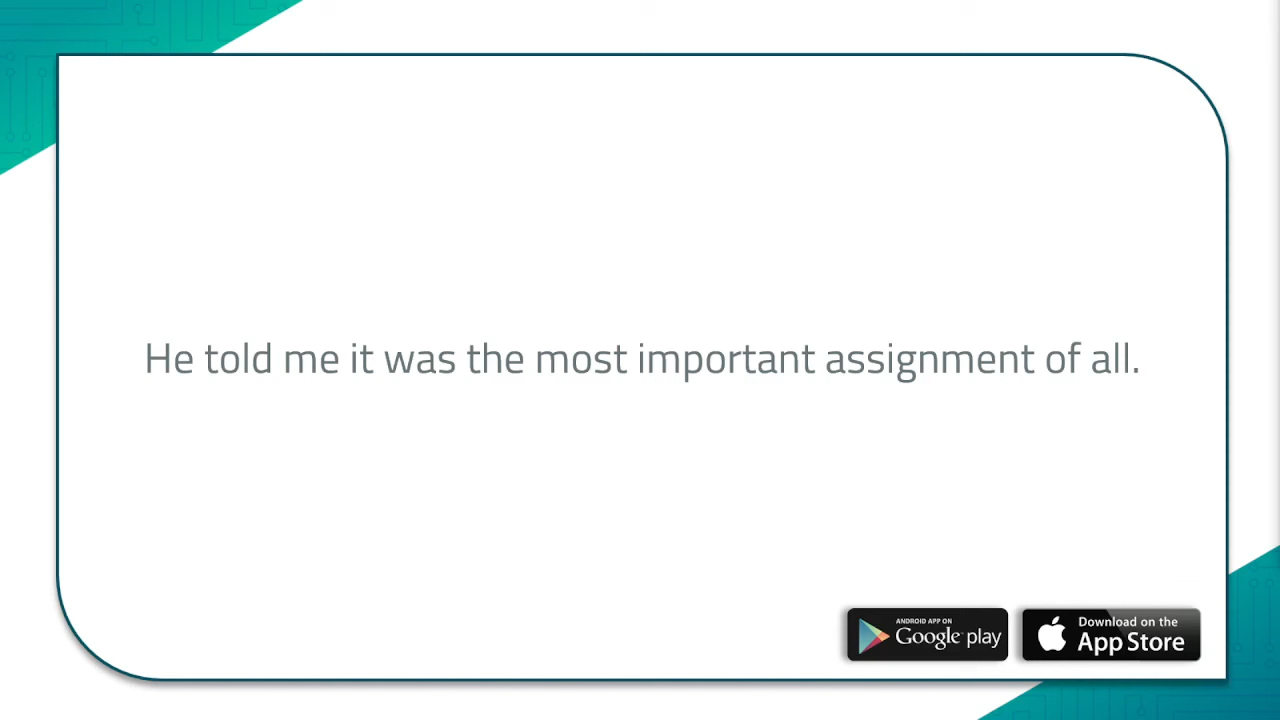 He told me it was the most important assignment of all.
ANDROID APP ON
Google play
Download on the
App Store